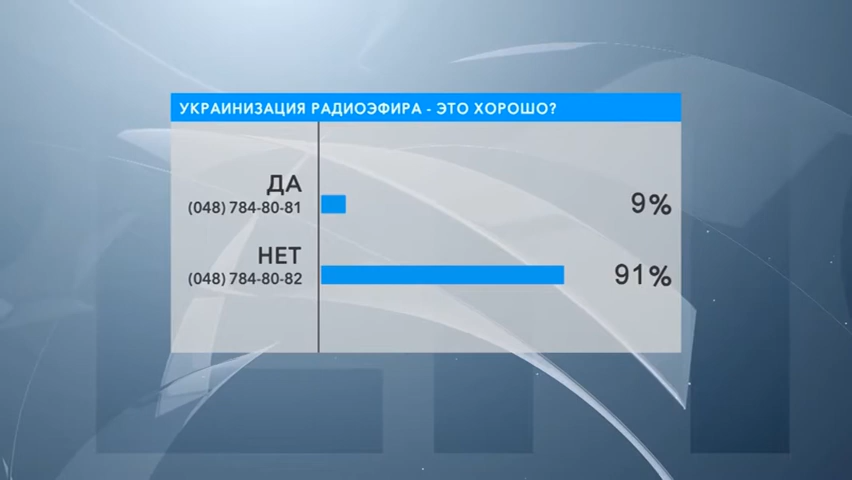 УКРАИНИЗАЦИЯ РАДИОЭФИРА - ЭТО ХОРОШО?
ДА
(048) 784-80-81
9%
НЕТ
(048) 784-80-82
91%